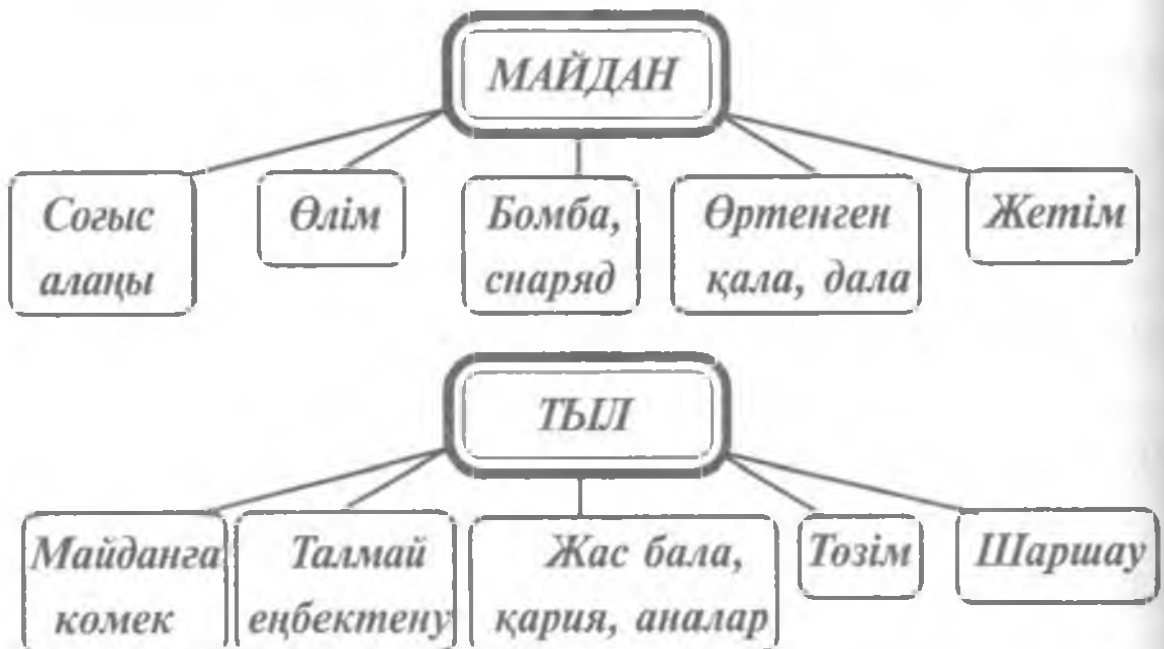 МАЙДАН
Соғыс
алаңы
Өлім
Бомба,
снаряд
Өртенген
қала, дала
Жетім
ТЫЛ
Майданға
көмек
Талмай
еңбектену
Жас бала,
қария, аналар
Төзім
Шаршау